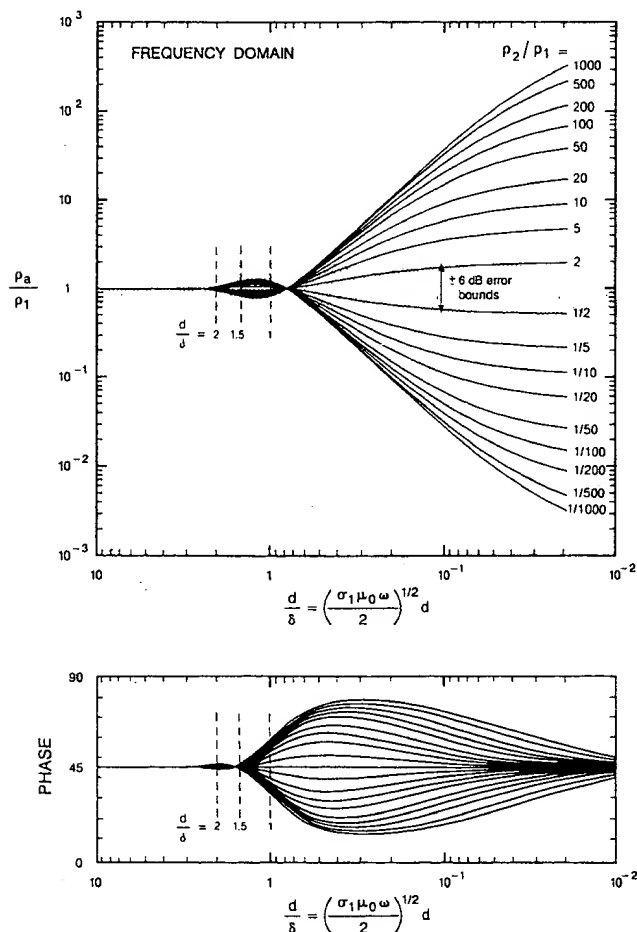 FREQUENCY DOMAIN
ρ₂/ρ₁ =
10³
10²
10
1
10⁻¹
10⁻²
10⁻³
ρₐ/ρ₁
1000
500
200
100
50
20
10
5
2
1/2
1/5
1/10
1/20
1/50
1/100
1/200
1/500
1/1000
± 6 dB error
bounds
d/δ = 2 1.5 1
10 1 10⁻¹ 10⁻²
d/δ = (σ₁μ₀ω/2)^1/2 d
PHASE
90
45
0
d/δ = 2 1.5 1
10 1 10⁻¹ 10⁻²
d/δ = (σ₁μ₀ω/2)^1/2 d